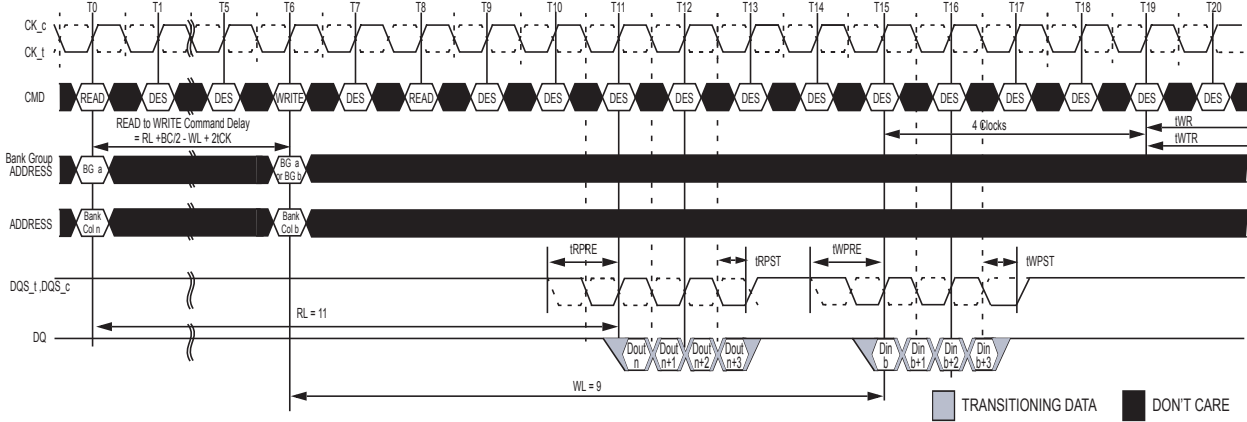 T0 T1 T5 T6 T7 T8 T9 T10 T11 T12 T13 T14 T15 T16 T17 T18 T19 T20
CK_c
CK_t
CMD READ DES DES WRITE DES READ DES DES DES DES DES DES DES DES DES DES DES DES
READ to WRITE Command Delay
= RL +BC/2 - WL + 2tCK
4 Clocks
tWR
tWTR
Bank Group
ADDRESS
BG a
BG a
or BG b
ADDRESS
Bank
Col n
Bank
Col b
tRPRE
tRPST
tWPRE
tWPST
DQS_t ,DQS_c
RL = 11
DQ
Dout
n
Dout
n+1
Dout
n+2
Dout
n+3
Din
b
Din
b+1
Din
b+2
Din
b+3
WL = 9
TRANSITIONING DATA
DON'T CARE